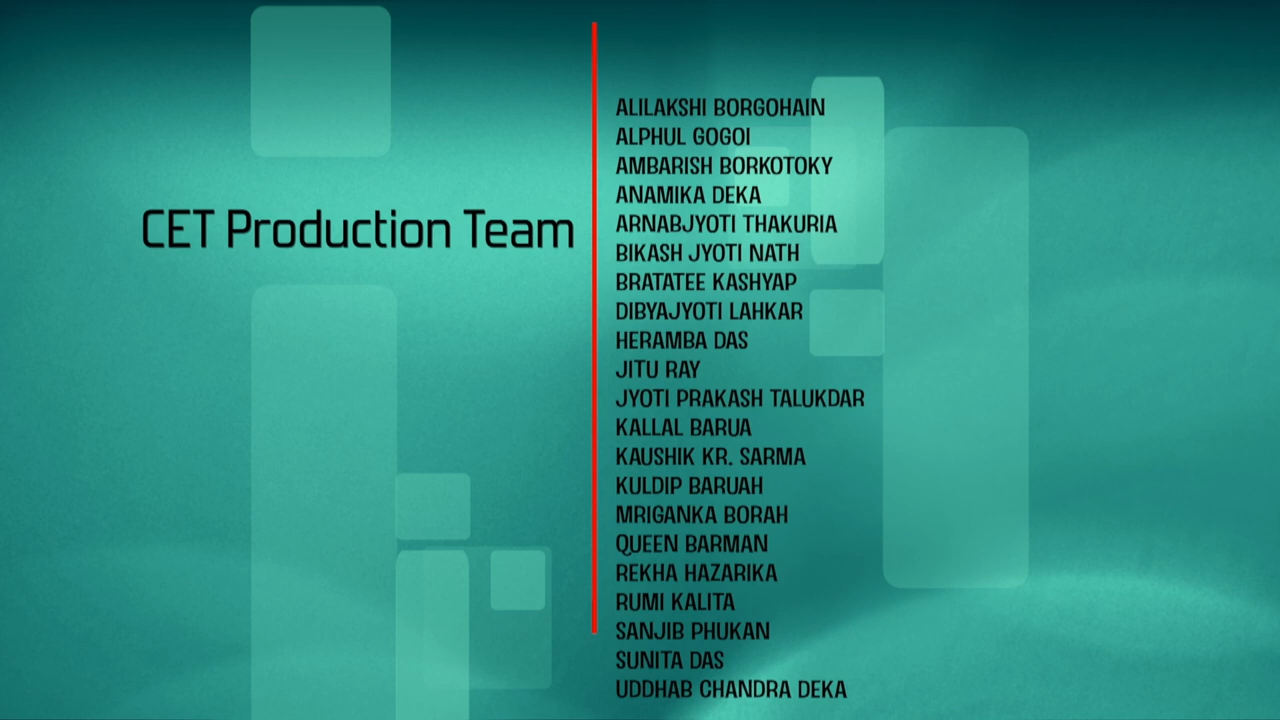 CET Production Team
ALILAKSHI BORGOHAIN
ALPHUL GOGOI
AMBARISH BORKOTOKY
ANAMIKA DEKA
ARNABJYOTI THAKURIA
BIKASH JYOTI NATH
BRATATEE KASHYAP
DIBYAJYOTI LAHKAR
HERAMBA DAS
JITU RAY
JYOTI PRAKASH TALUKDAR
KALLAL BARUA
KAUSHIK KR. SARMA
KULDIP BARUAH
MRIGANKA BORAH
QUEEN BARMAN
REKHA HAZARIKA
RUMI KALITA
SANJIB PHUKAN
SUNITA DAS
UDDHAB CHANDRA DEKA